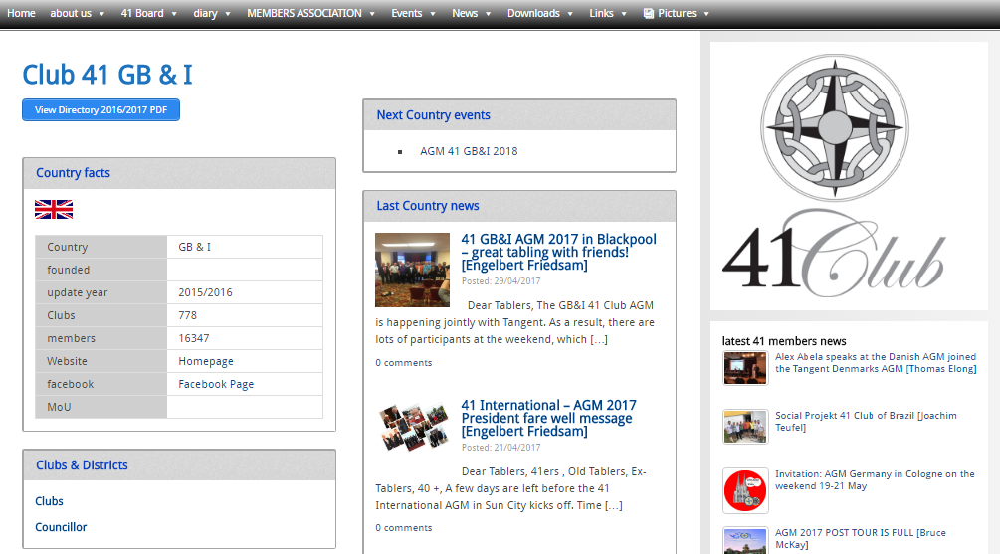 Home about us 41 Board diary MEMBERS ASSOCIATION Events News Downloads Links Pictures
Club 41 GB & I
View Directory 2016/2017 PDF
Country facts
Country GB & I
founded
update year 2015/2016
Clubs 778
members 16347
Website Homepage
facebook Facebook Page
MoU
Clubs & Districts
Clubs
Councillor
Next Country events
AGM 41 GB&I 2018
Last Country news
41 GB&I AGM 2017 in Blackpool
– great tabling with friends!
[Engelbert Friedsam]
Posted: 29/04/2017
Dear Tablers, The GB&I 41 Club AGM
is happening jointly with Tangent. As a result, there are
lots of participants at the weekend, which [...]
0 comments
41 International – AGM 2017
President fare well message
[Engelbert Friedsam]
Posted: 21/04/2017
Dear Tablers, 41ers , Old Tablers, Ex-
Tablers, 40 +, A few days are left before the 41
International AGM in Sun City kicks off. Time [...]
0 comments
41 Club
latest 41 members news
Alex Abela speaks at the Danish AGM joined
the Tangent Denmarks AGM [Thomas Elong]
Social Projekt 41 Club of Brazil [Joachim
Teufel]
Invitation: AGM Germany in Cologne on the
weekend 19-21 May
AGM 2017 POST TOUR IS FULL [Bruce
McKay]